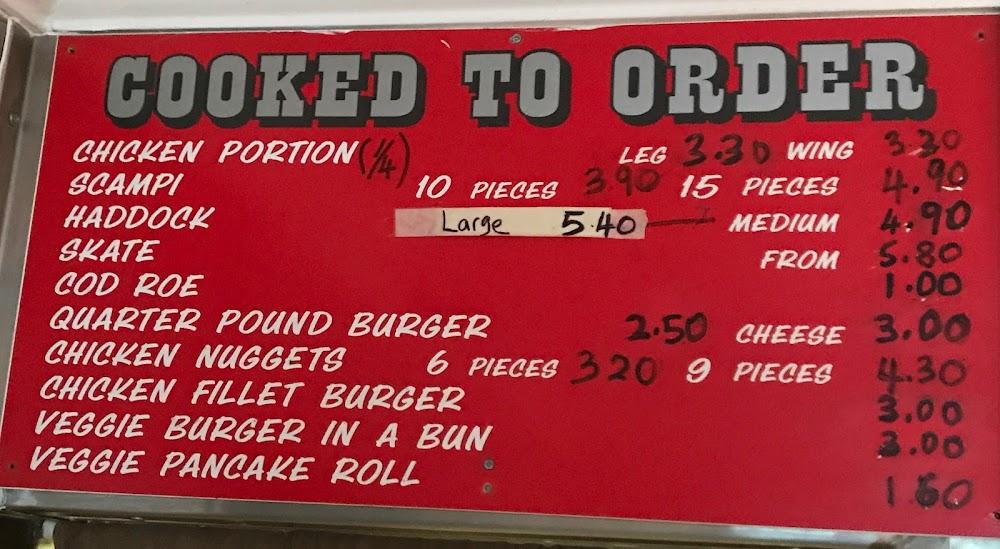 COOKED TO ORDER
CHICKEN PORTION (1/4) LEG 3.30 WING 3.30
SCAMPI 10 PIECES 3.90 15 PIECES 4.90
HADDOCK Large 5.40 MEDIUM 4.90
SKATE FROM 5.80
COD ROE 1.00
QUARTER POUND BURGER 2.50 CHEESE 3.00
CHICKEN NUGGETS 6 PIECES 3.20 9 PIECES 4.30
CHICKEN FILLET BURGER 3.00
VEGGIE BURGER IN A BUN 3.00
VEGGIE PANCAKE ROLL 1.60